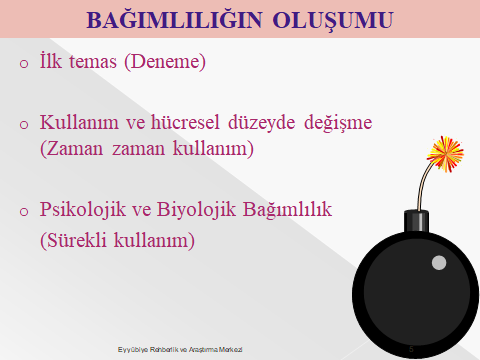 BAĞIMLILIĞIN OLUŞUMU
o İlk temas (Deneme)
o Kullanım ve hücresel düzeyde değişme
(Zaman zaman kullanım)
o Psikolojik ve Biyolojik Bağımlılık
(Sürekli kullanım)
Eyyübiye Rehberlik ve Araştırma Merkezi
5